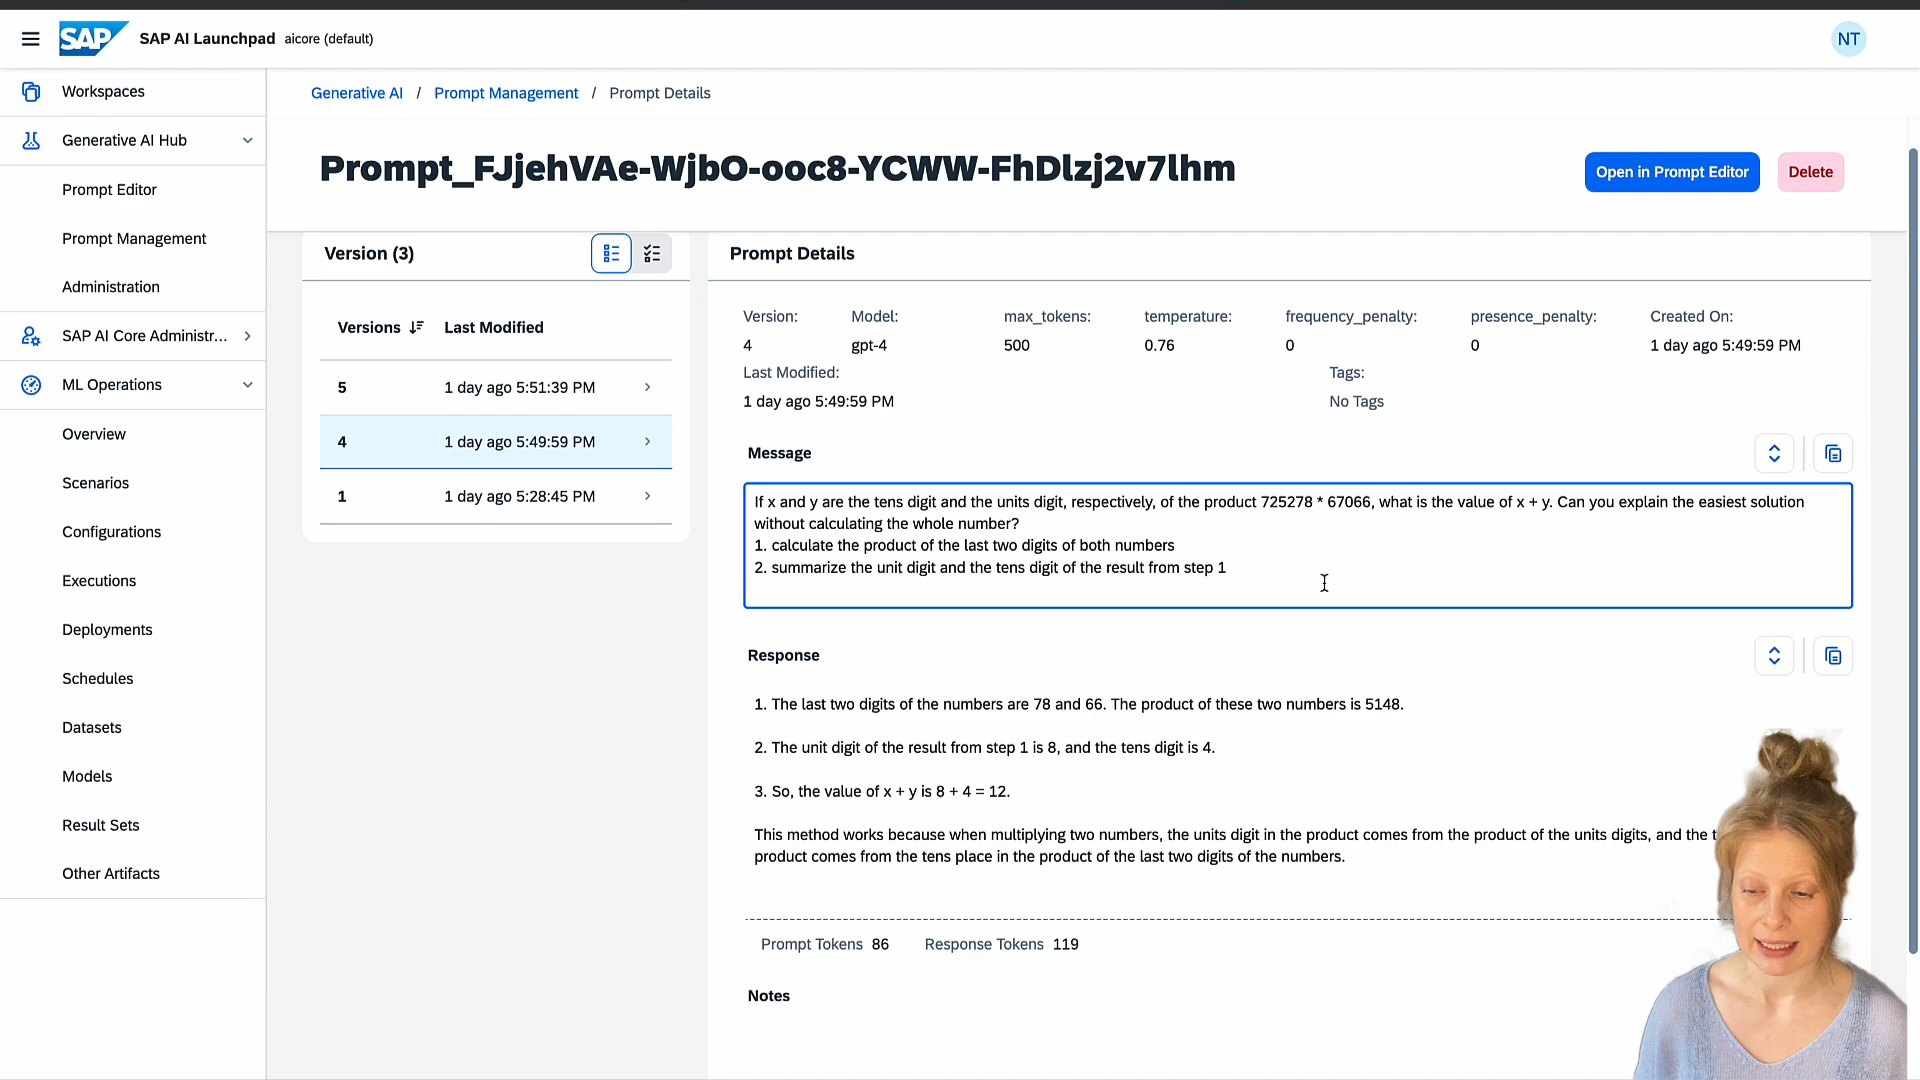 SAP SAP AI Launchpad aicore (default) NT
Workspaces
Generative AI Hub
Prompt Editor
Prompt Management
Administration
SAP AI Core Administr...
ML Operations
Overview
Scenarios
Configurations
Executions
Deployments
Schedules
Datasets
Models
Result Sets
Other Artifacts
Generative AI / Prompt Management / Prompt Details
Prompt_FJjehVAe-WjbO-ooc8-YCWW-FhDlzj2v7lhm
Open in Prompt Editor Delete
Version (3)
Versions Last Modified
5 1 day ago 5:51:39 PM
4 1 day ago 5:49:59 PM
1 1 day ago 5:28:45 PM
Prompt Details
Version: Model: max_tokens: temperature: frequency_penalty: presence_penalty: Created On:
4 gpt-4 500 0.76 0 0 1 day ago 5:49:59 PM
Last Modified: Tags:
1 day ago 5:49:59 PM No Tags
Message
If x and y are the tens digit and the units digit, respectively, of the product 725278 * 67066, what is the value of x + y. Can you explain the easiest solution
without calculating the whole number?
1. calculate the product of the last two digits of both numbers
2. summarize the unit digit and the tens digit of the result from step 1
Response
1. The last two digits of the numbers are 78 and 66. The product of these two numbers is 5148.
2. The unit digit of the result from step 1 is 8, and the tens digit is 4.
3. So, the value of x + y is 8 + 4 = 12.
This method works because when multiplying two numbers, the units digit in the product comes from the product of the units digits, and the
product comes from the tens place in the product of the last two digits of the numbers.
Prompt Tokens 86 Response Tokens 119
Notes